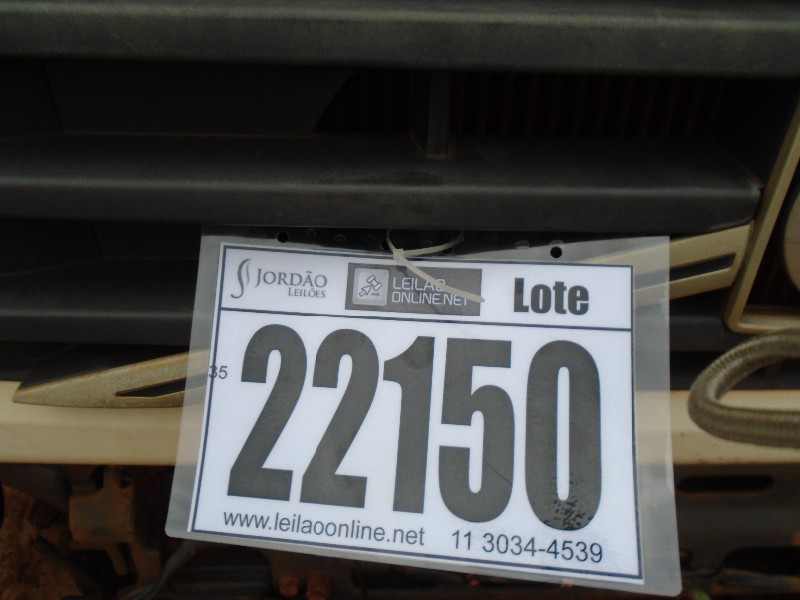 JORDÃO
LEILÕES
LEILAO
ONLINE.NET
Lote
35
22150
www.leilaoonline.net 11 3034-4539